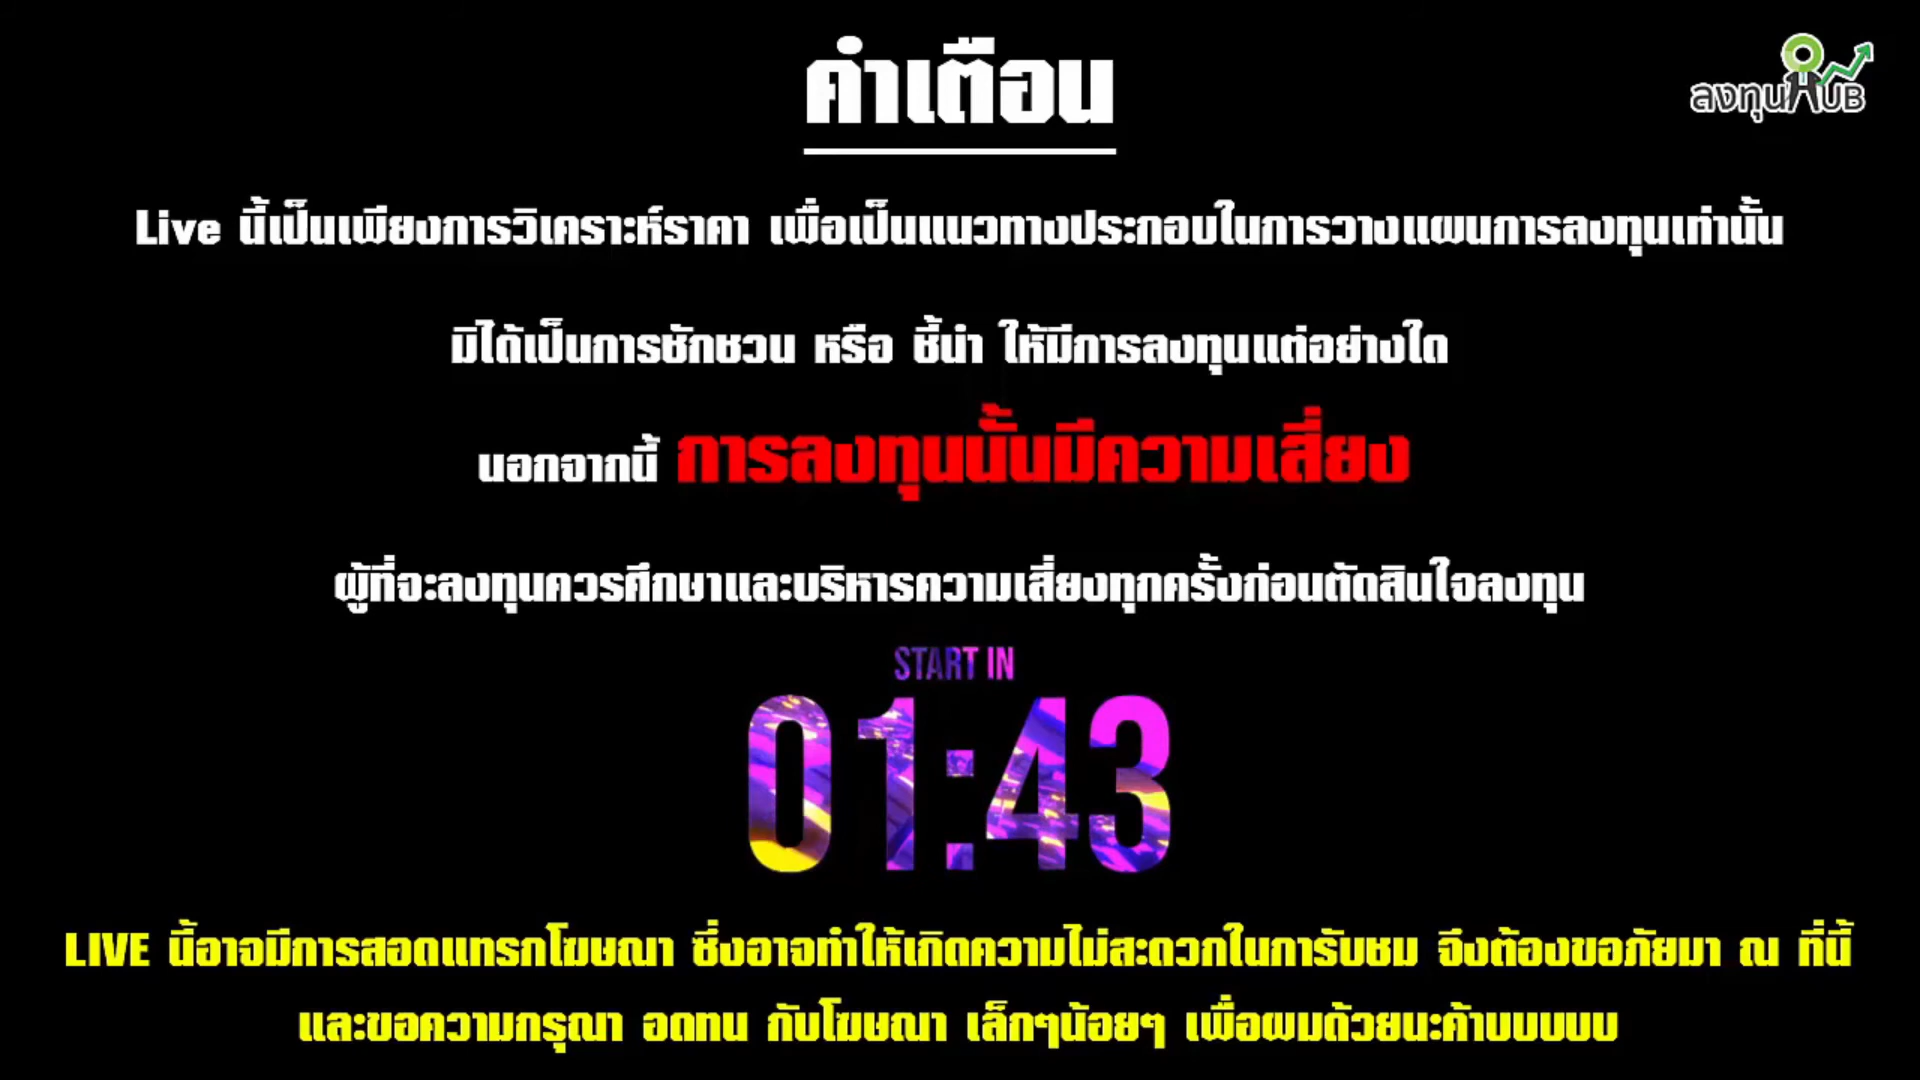 คำเตือน
ลงทุนHUB
Live นี้เป็นเพียงการวิเคราะห์ราคา เพื่อเป็นแนวทางประกอบในการวางแผนการลงทุนเท่านั้น
มิได้เป็นการชักชวน หรือ ชี้นำ ให้มีการลงทุนแต่อย่างใด
นอกจากนี้ การลงทุนนั้นมีความเสี่ยง
ผู้ที่จะลงทุนควรศึกษาและบริหารความเสี่ยงทุกครั้งก่อนตัดสินใจลงทุน
START IN
01:43
LIVE นี้อาจมีการสอดแทรกโฆษณา ซึ่งอาจทำให้เกิดความไม่สะดวกในการับชม จึงต้องขอภัยมา ณ ที่นี้
และขอความกรุณา อดทน กับโฆษณา เล็กๆน้อยๆ เพื่อผมด้วยนะค้าบบบบบ